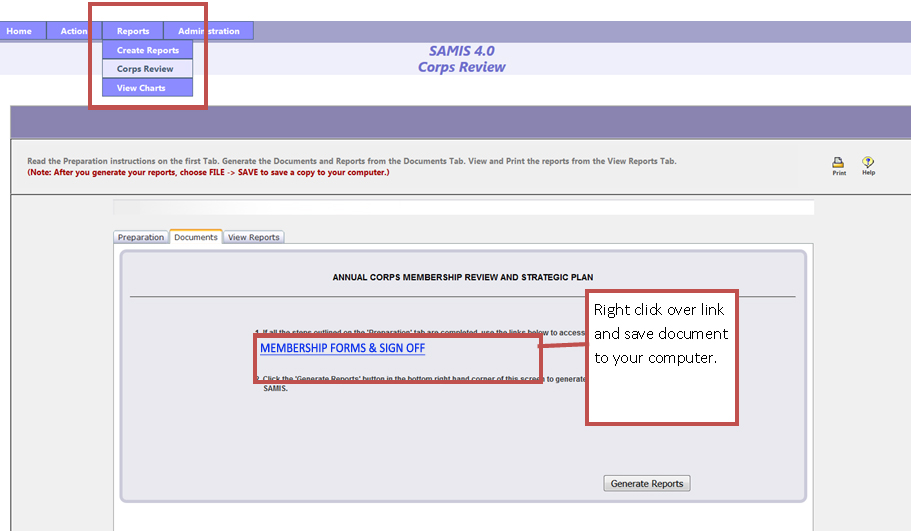 Home Action Reports Administration
Create Reports
Corps Review
View Charts
SAMIS 4.0
Corps Review
Read the Preparation instructions on the first Tab. Generate the Documents and Reports from the Documents Tab. View and Print the reports from the View Reports Tab.
(Note: After you generate your reports, choose FILE -> SAVE to save a copy to your computer.)
Print Help
Preparation Documents View Reports
ANNUAL CORPS MEMBERSHIP REVIEW AND STRATEGIC PLAN
1. If all the steps outlined on the 'Preparation' tab are completed, use the links below to access
MEMBERSHIP FORMS & SIGN OFF
2. Click the 'Generate Reports' button in the bottom right hand corner of this screen to generate
SAMIS.
Right click over link
and save document
to your computer.
Generate Reports